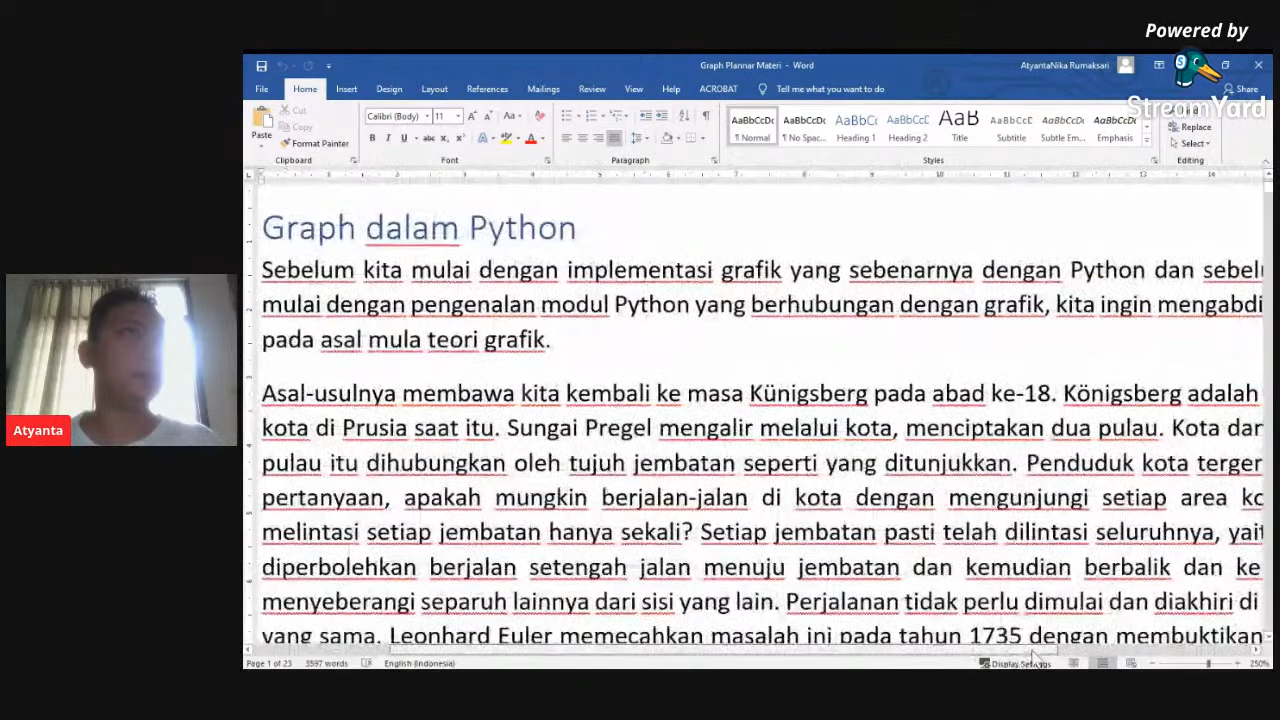 Powered by
StreamYard
Graph Plannar Materi - Word
AtyantaNika Rumaksari
File Home Insert Design Layout References Mailings Review View Help ACROBAT Tell me what you want to do Share
Paste
Cut
Copy
Format Painter
Clipboard
Calibri (Body) 11
Font
Paragraph
AaBbCcDc AaBbCcDc AaBbCc AaBbCcC AaB AaBbCcD AaBbCcDc AaBbCcDc
¶ Normal ¶ No Spac... Heading 1 Heading 2 Title Subtitle Subtle Em... Emphasis
Styles
Replace
Select
Editing
Graph dalam Python
Sebelum kita mulai dengan implementasi grafik yang sebenarnya dengan Python dan sebelu
mulai dengan pengenalan modul Python yang berhubungan dengan grafik, kita ingin mengabdi
pada asal mula teori grafik.
Asal-usulnya membawa kita kembali ke masa Künigsberg pada abad ke-18. Königsberg adalah
kota di Prusia saat itu. Sungai Pregel mengalir melalui kota, menciptakan dua pulau. Kota dar
pulau itu dihubungkan oleh tujuh jembatan seperti yang ditunjukkan. Penduduk kota terger
pertanyaan, apakah mungkin berjalan-jalan di kota dengan mengunjungi setiap area ko
melintasi setiap jembatan hanya sekali? Setiap jembatan pasti telah dilintasi seluruhnya, yait
diperbolehkan berjalan setengah jalan menuju jembatan dan kemudian berbalik dan ke
menyeberangi separuh lainnya dari sisi yang lain. Perjalanan tidak perlu dimulai dan diakhiri di
yang sama. Leonhard Euler memecahkan masalah ini pada tahun 1735 dengan membuktikan
Atyanta
Page 1 of 23 3597 words English (Indonesia) Display Settings 250%